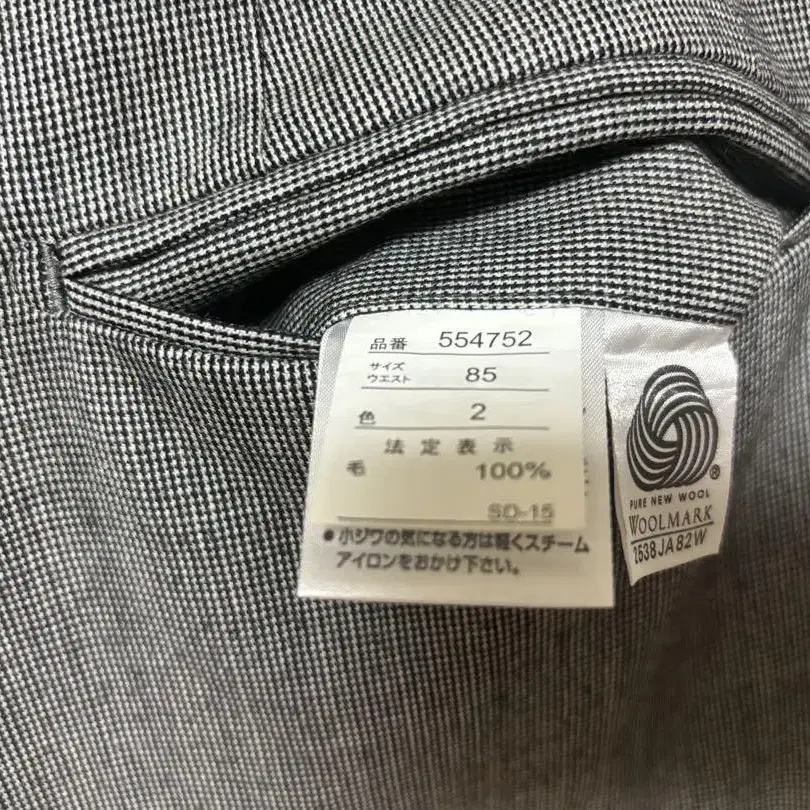 品番 554752
サイズ
ウエスト 85
色 2
法定表示
毛 100%
SO-15
●小ジワの気になる方は軽くスチーム
アイロンをおかけ下さい。
®
PURE NEW WOOL
WOOLMARK
2538JA82W